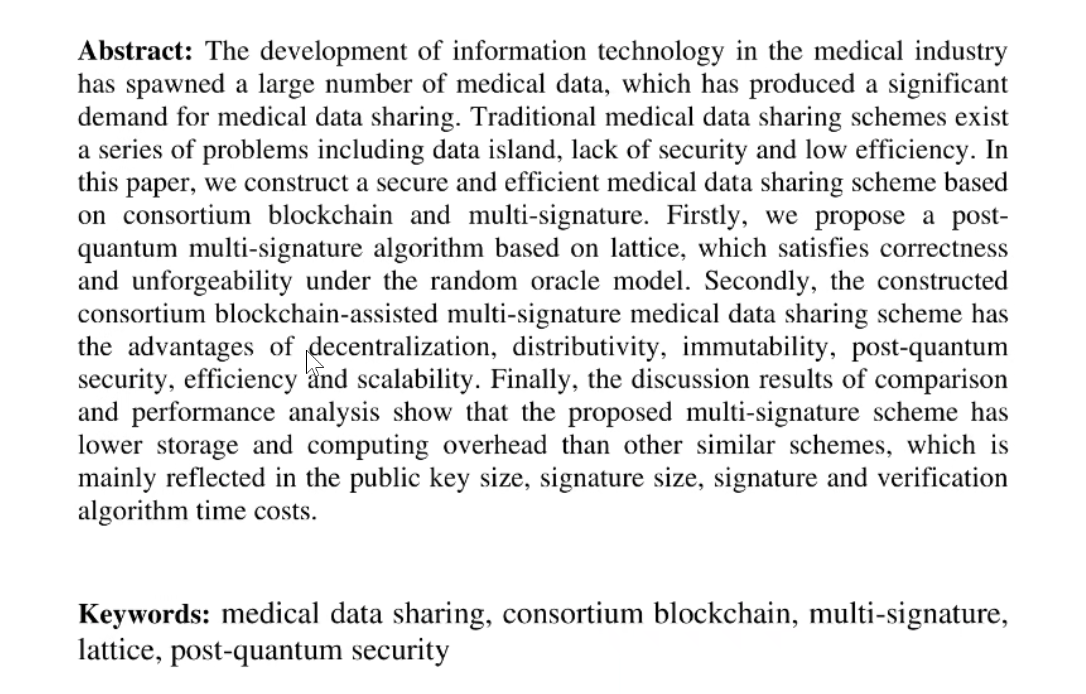 Abstract: The development of information technology in the medical industry
has spawned a large number of medical data, which has produced a significant
demand for medical data sharing. Traditional medical data sharing schemes exist
a series of problems including data island, lack of security and low efficiency. In
this paper, we construct a secure and efficient medical data sharing scheme based
on consortium blockchain and multi-signature. Firstly, we propose a post-
quantum multi-signature algorithm based on lattice, which satisfies correctness
and unforgeability under the random oracle model. Secondly, the constructed
consortium blockchain-assisted multi-signature medical data sharing scheme has
the advantages of decentralization, distributivity, immutability, post-quantum
security, efficiency and scalability. Finally, the discussion results of comparison
and performance analysis show that the proposed multi-signature scheme has
lower storage and computing overhead than other similar schemes, which is
mainly reflected in the public key size, signature size, signature and verification
algorithm time costs.
Keywords: medical data sharing, consortium blockchain, multi-signature,
lattice, post-quantum security